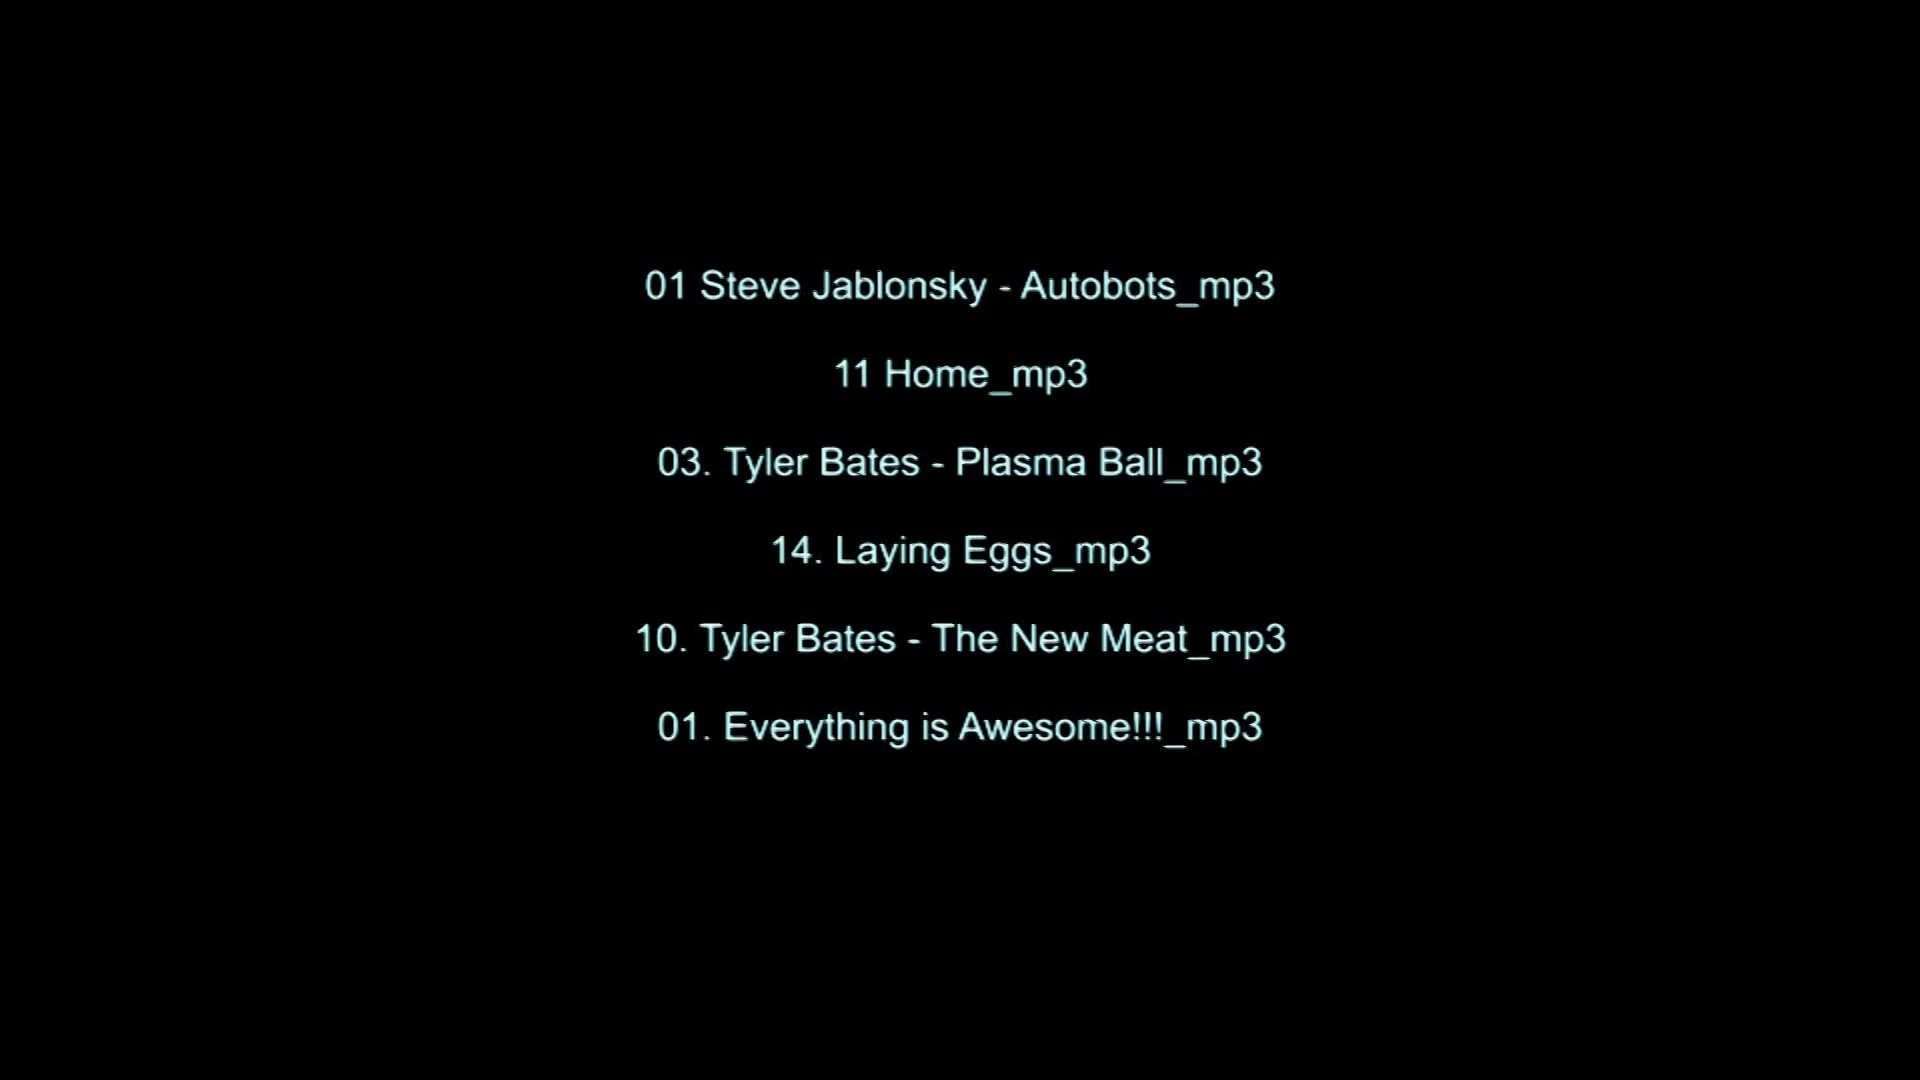 01 Steve Jablonsky - Autobots_mp3
11 Home_mp3
03. Tyler Bates - Plasma Ball_mp3
14. Laying Eggs_mp3
10. Tyler Bates - The New Meat_mp3
01. Everything is Awesome!!!_mp3